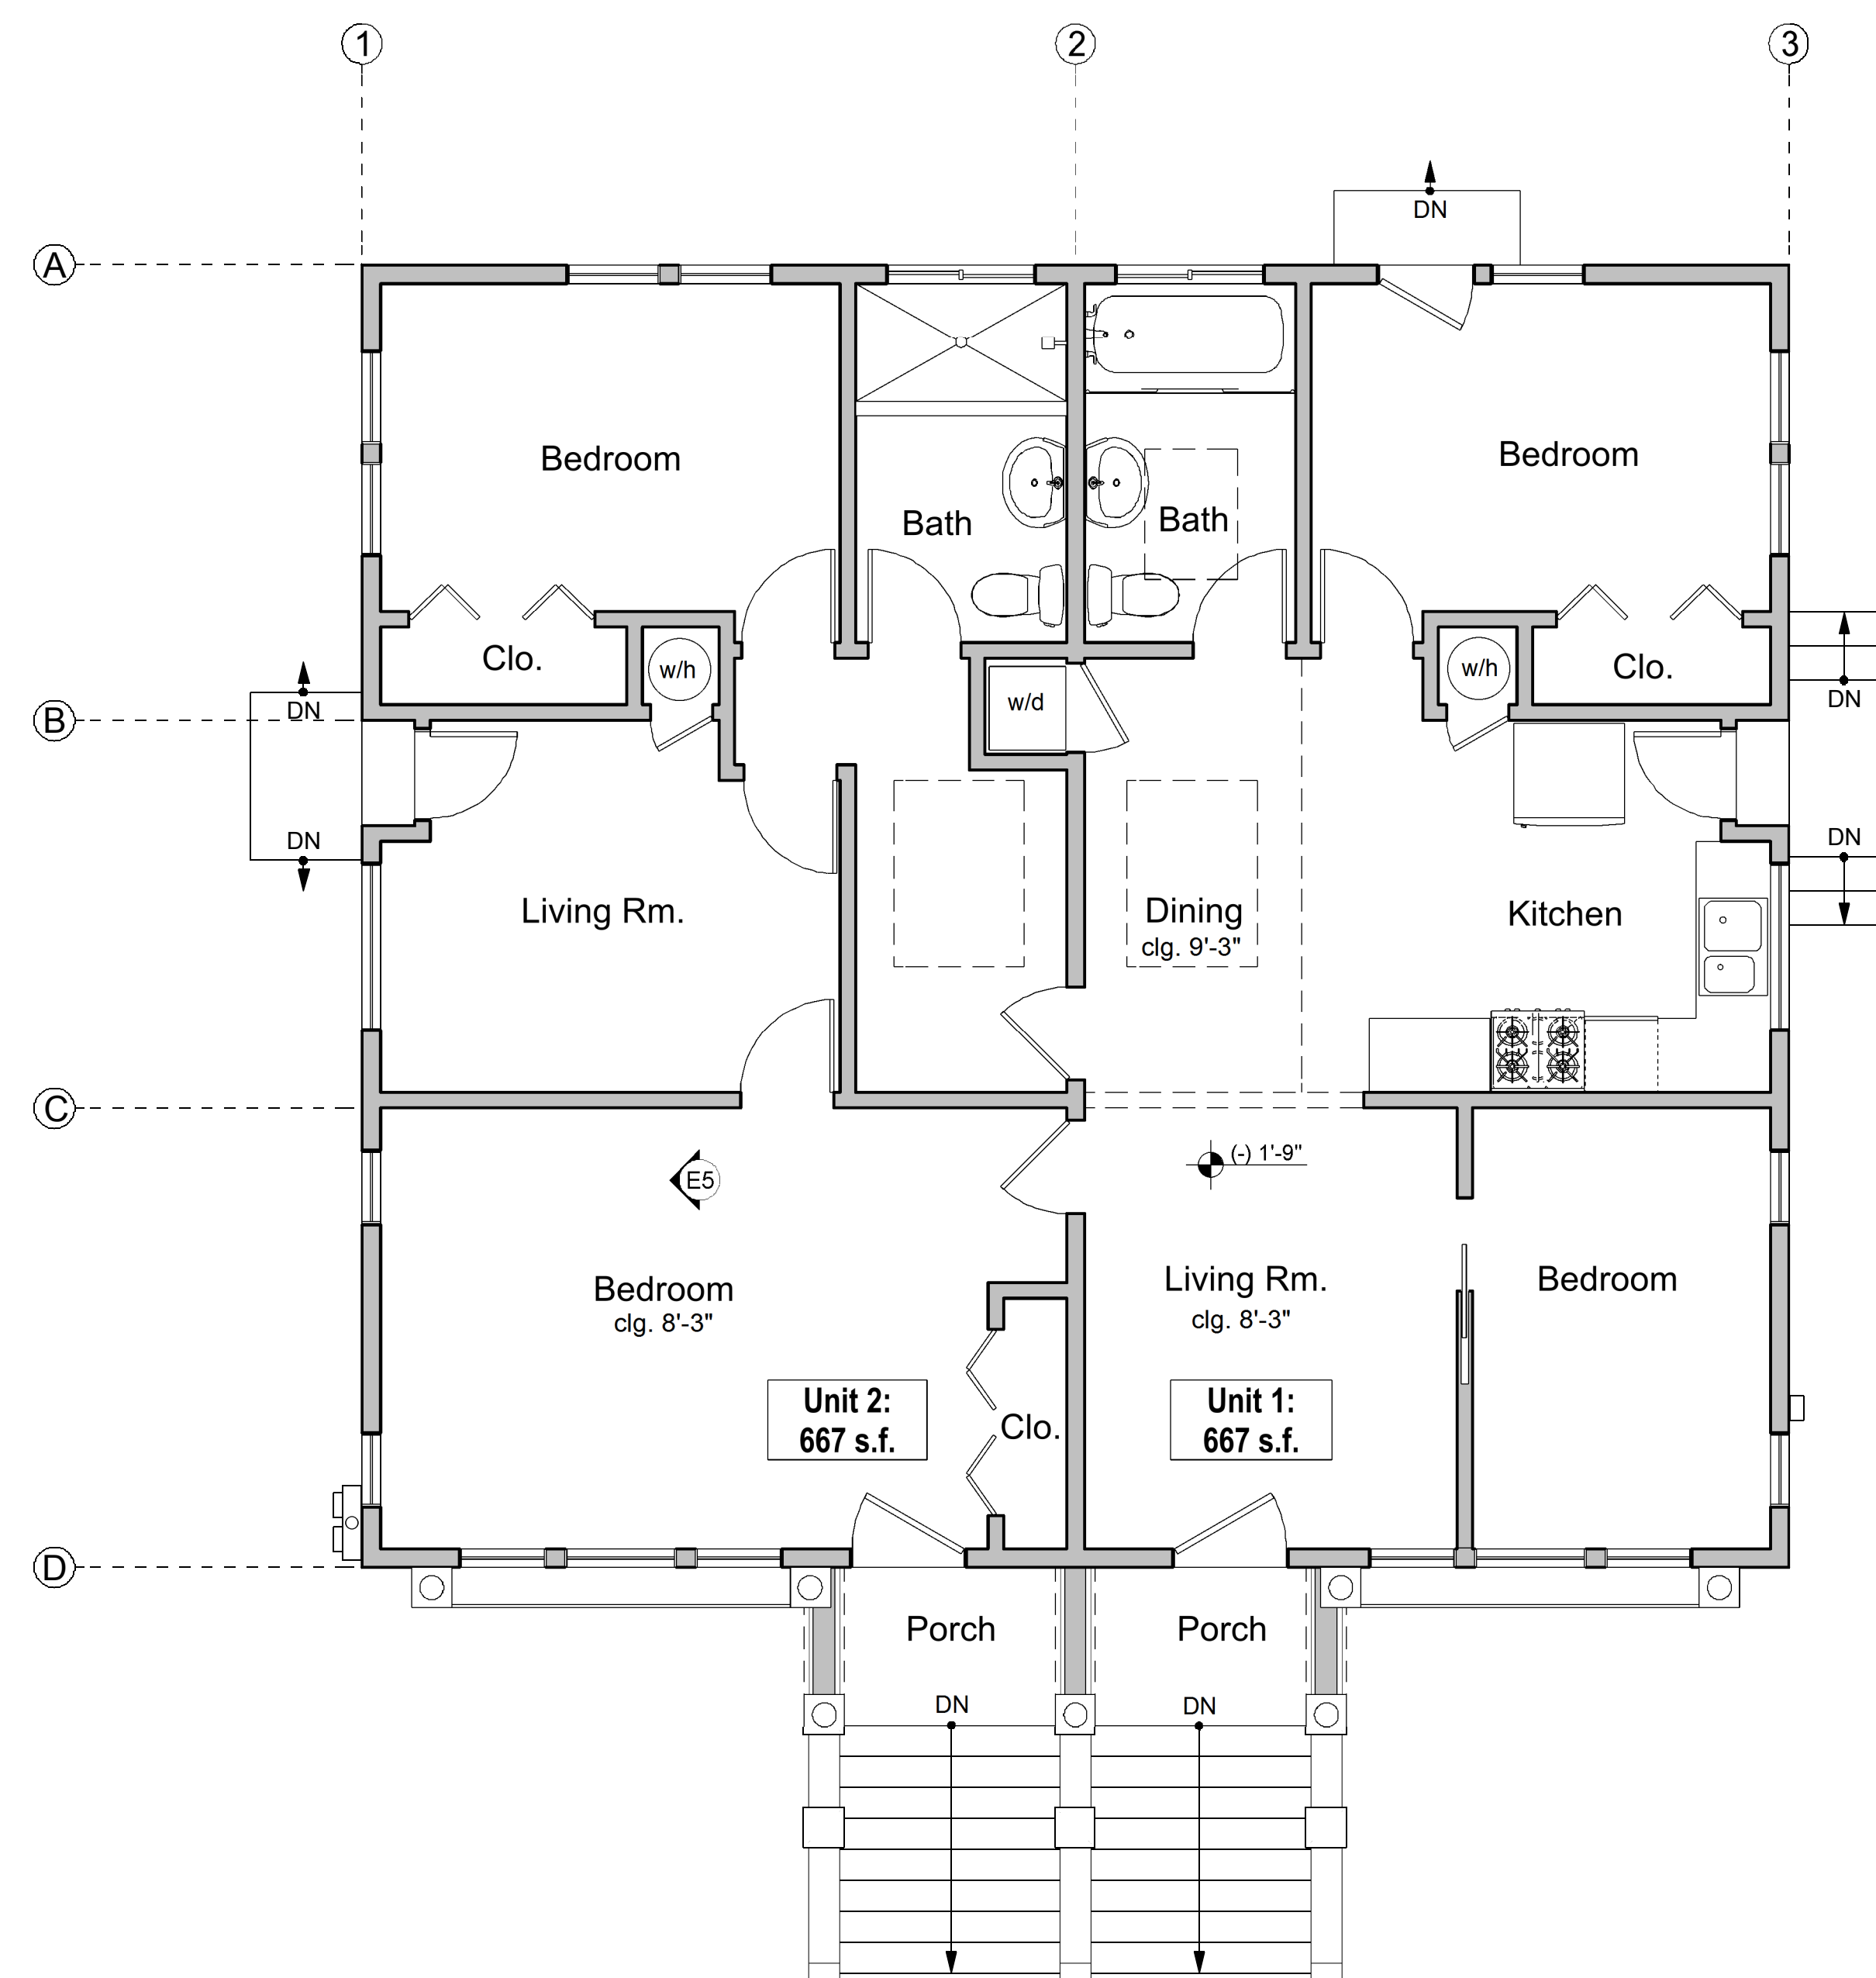 1
2
3
DN
A
Bedroom
Bedroom
Bath
Bath
Clo.
w/h
w/h
Clo.
w/d
DN
DN
B
DN
DN
Living Rm.
Dining
clg. 9'-3"
Kitchen
C
(-) 1'-9"
E5
Bedroom
clg. 8'-3"
Living Rm.
clg. 8'-3"
Bedroom
Unit 2:
667 s.f.
Clo.
Unit 1:
667 s.f.
D
Porch
Porch
DN
DN